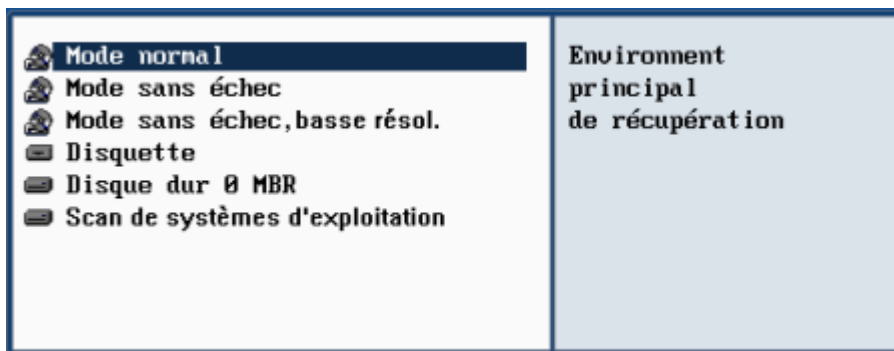 Mode normal
Mode sans échec
Mode sans échec,basse résol.
Disquette
Disque dur 0 MBR
Scan de systèmes d'exploitation
Environnent
principal
de récupération